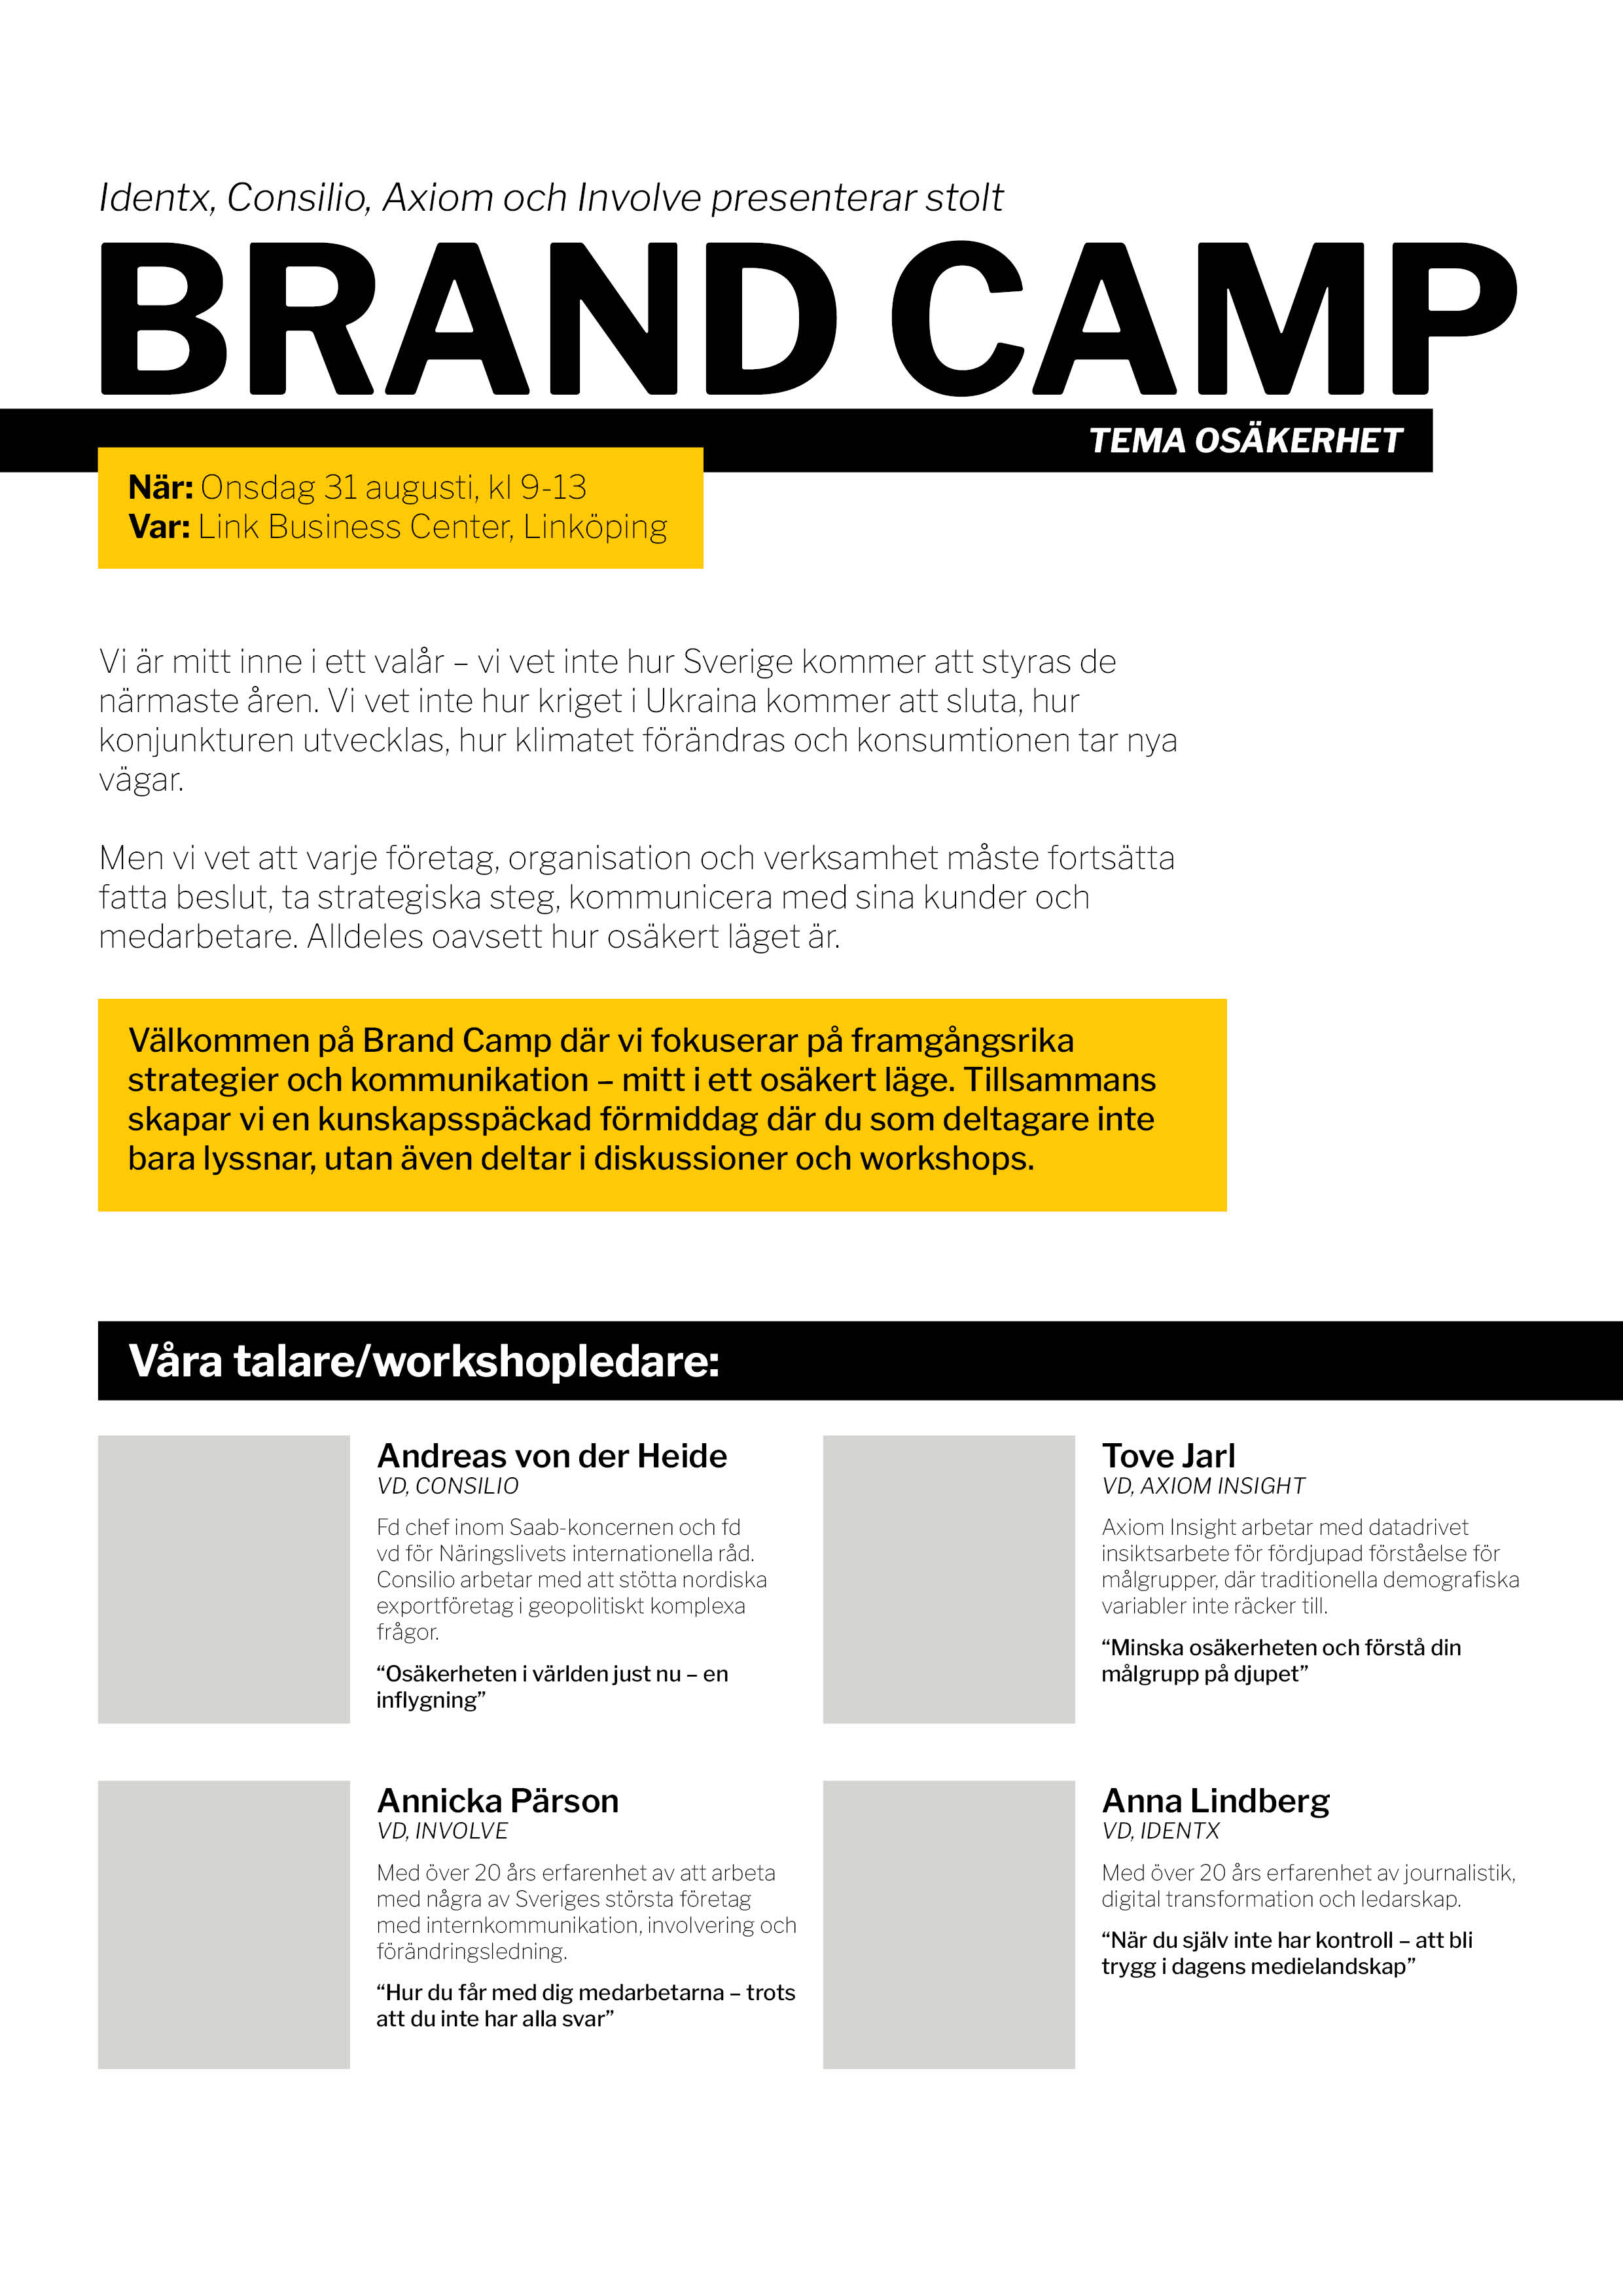 Identx, Consilio, Axiom och Involve presenterar stolt
BRAND CAMP
TEMA OSÄKERHET
När: Onsdag 31 augusti, kl 9-13
Var: Link Business Center, Linköping
Vi är mitt inne i ett valår – vi vet inte hur Sverige kommer att styras de
närmaste åren. Vi vet inte hur kriget i Ukraina kommer att sluta, hur
konjunkturen utvecklas, hur klimatet förändras och konsumtionen tar nya
vägar.
Men vi vet att varje företag, organisation och verksamhet måste fortsätta
fatta beslut, ta strategiska steg, kommunicera med sina kunder och
medarbetare. Alldeles oavsett hur osäkert läget är.
Välkommen på Brand Camp där vi fokuserar på framgångsrika
strategier och kommunikation – mitt i ett osäkert läge. Tillsammans
skapar vi en kunskapsspäckad förmiddag där du som deltagare inte
bara lyssnar, utan även deltar i diskussioner och workshops.
Våra talare/workshopledare:
Andreas von der Heide
VD, CONSILIO
Fd chef inom Saab-koncernen och fd
vd för Näringslivets internationella råd.
Consilio arbetar med att stötta nordiska
exportföretag i geopolitiskt komplexa
frågor.
“Osäkerheten i världen just nu – en
inflygning”
Tove Jarl
VD, AXIOM INSIGHT
Axiom Insight arbetar med datadrivet
insiktsarbete för fördjupad förståelse för
målgrupper, där traditionella demografiska
variabler inte räcker till.
“Minska osäkerheten och förstå din
målgrupp på djupet”
Annicka Pärson
VD, INVOLVE
Med över 20 års erfarenhet av att arbeta
med några av Sveriges största företag
med internkommunikation, involvering och
förändringsledning.
“Hur du får med dig medarbetarna – trots
att du inte har alla svar”
Anna Lindberg
VD, IDENTX
Med över 20 års erfarenhet av journalistik,
digital transformation och ledarskap.
“När du själv inte har kontroll – att bli
trygg i dagens medielandskap”